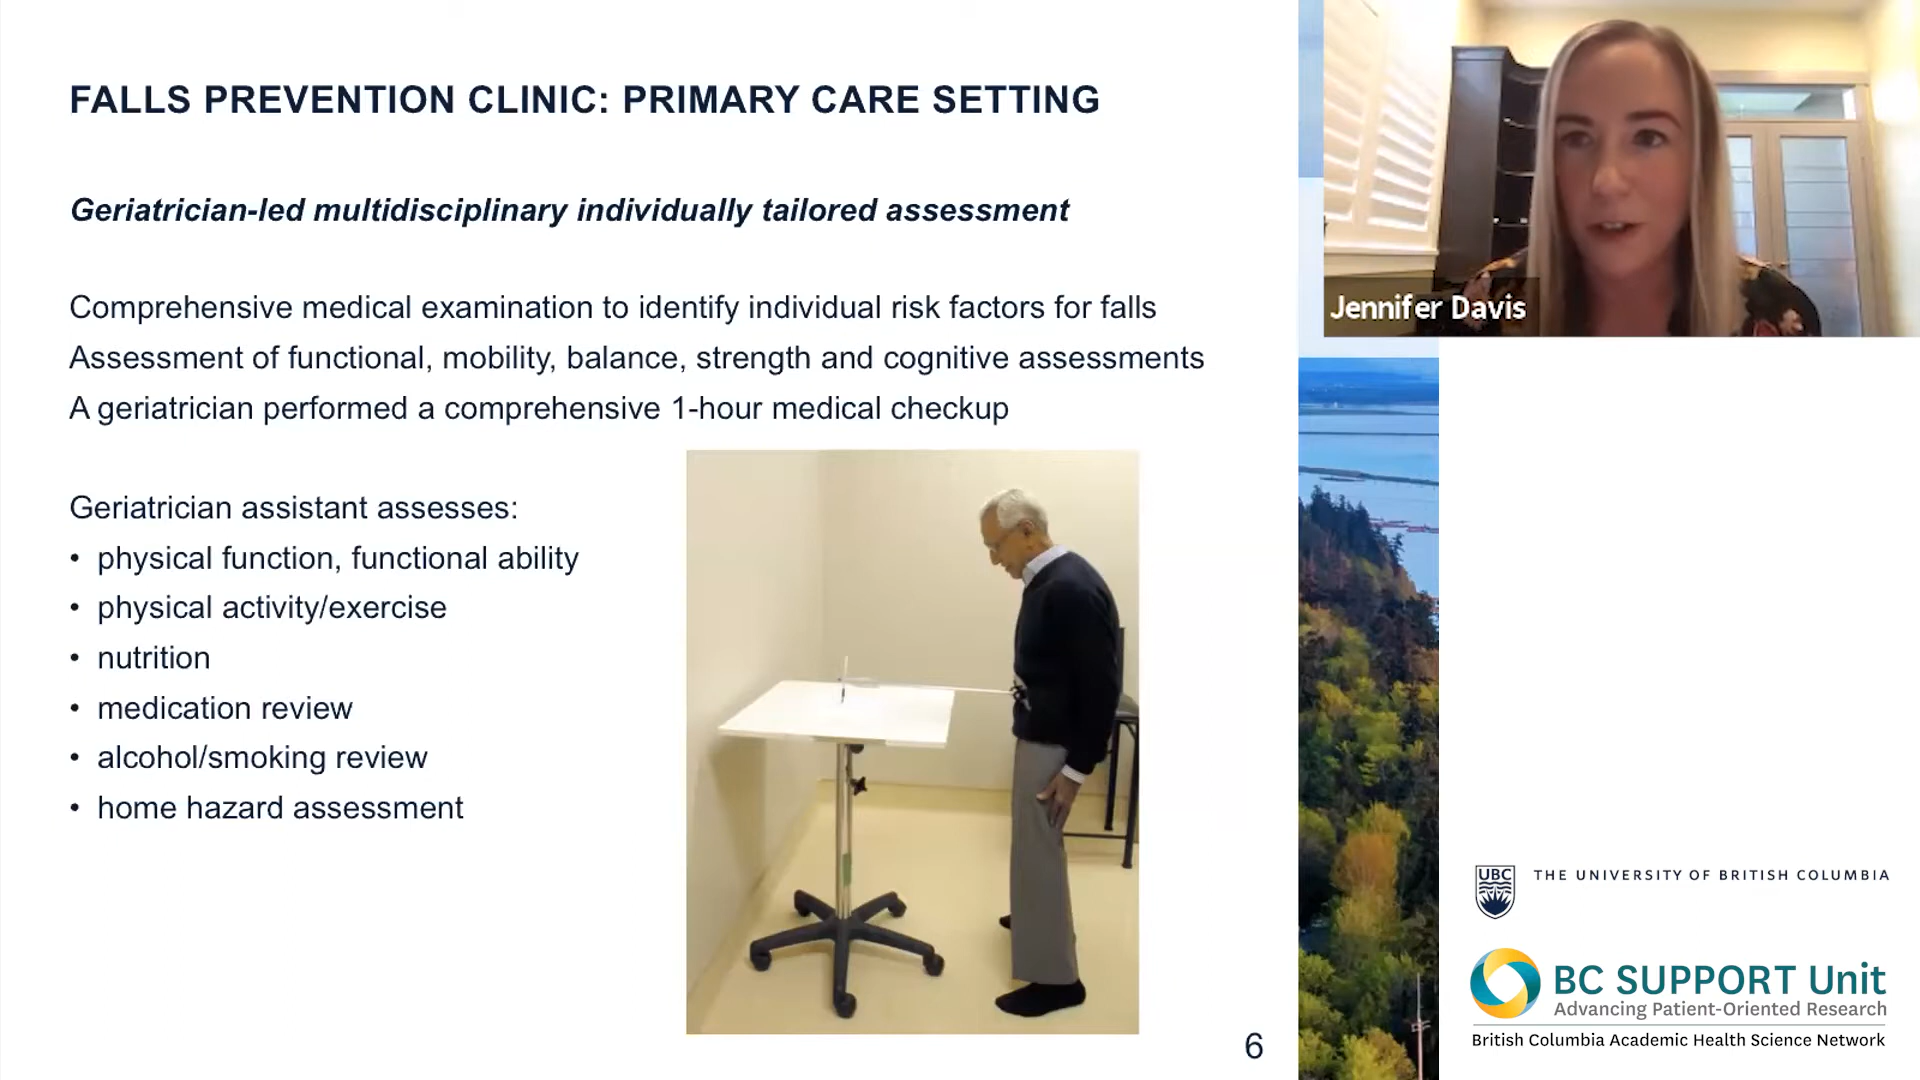 FALLS PREVENTION CLINIC: PRIMARY CARE SETTING
Geriatrician-led multidisciplinary individually tailored assessment
Comprehensive medical examination to identify individual risk factors for falls
Assessment of functional, mobility, balance, strength and cognitive assessments
A geriatrician performed a comprehensive 1-hour medical checkup
Geriatrician assistant assesses:
• physical function, functional ability
• physical activity/exercise
• nutrition
• medication review
• alcohol/smoking review
• home hazard assessment
6
Jennifer Davis
UBC
THE UNIVERSITY OF BRITISH COLUMBIA
BC SUPPORT Unit
Advancing Patient-Oriented Research
British Columbia Academic Health Science Network